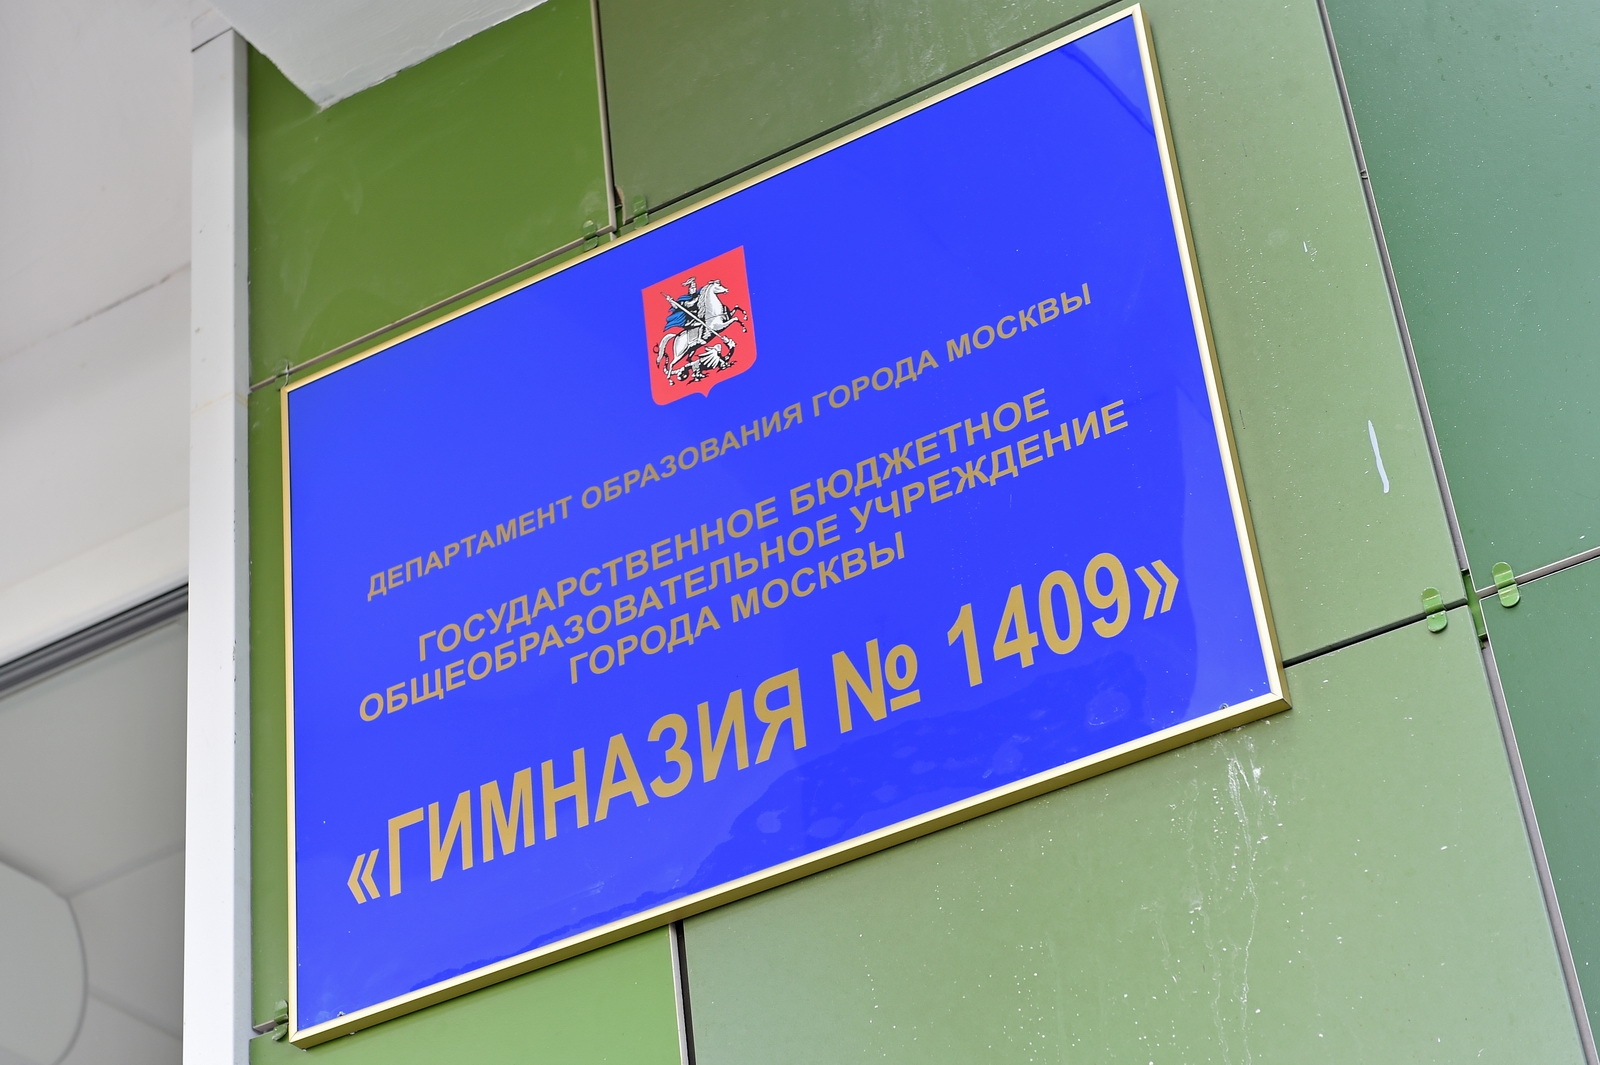 ДЕПАРТАМЕНТ ОБРАЗОВАНИЯ ГОРОДА МОСКВЫ
ГОСУДАРСТВЕННОЕ БЮДЖЕТНОЕ
ОБЩЕОБРАЗОВАТЕЛЬНОЕ УЧРЕЖДЕНИЕ
ГОРОДА МОСКВЫ
«ГИМНАЗИЯ № 1409»